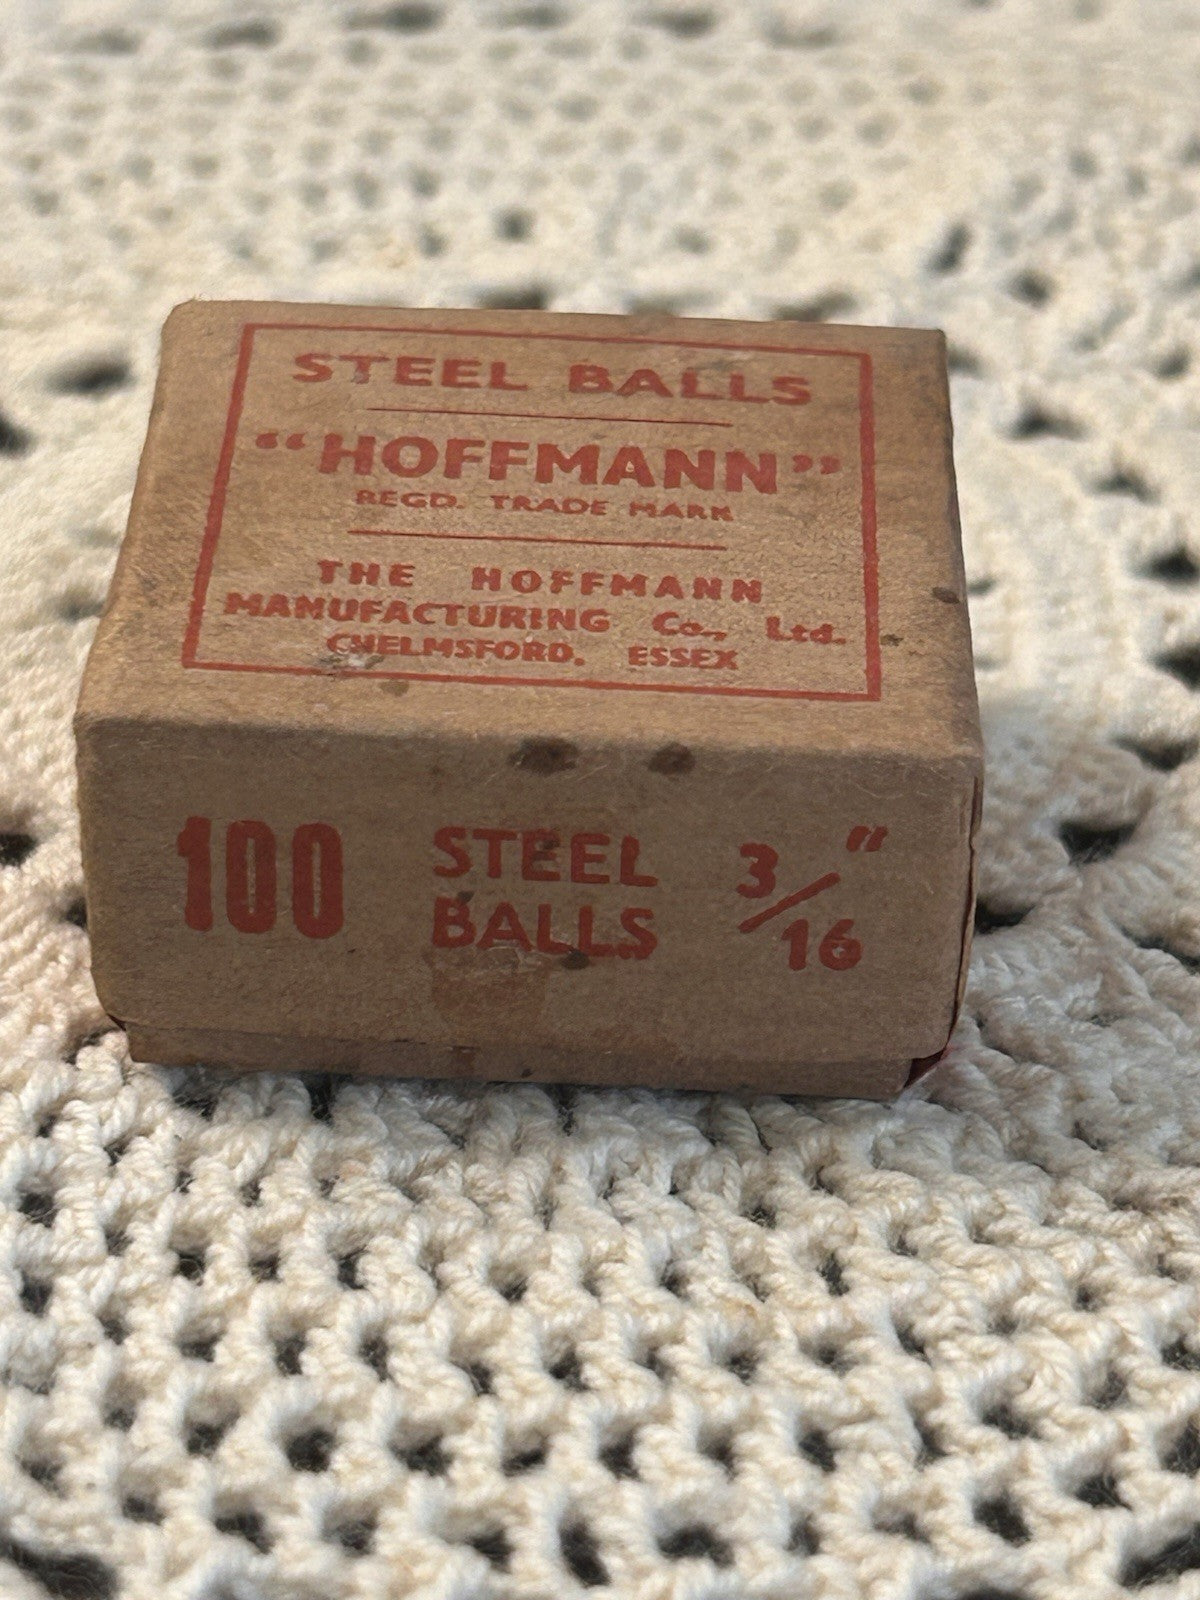 STEEL BALLS
“HOFFMANN”
REGD. TRADE MARK
THE HOFFMANN
MANUFACTURING Co., Ltd.
CHELMSFORD. ESSEX
100 STEEL BALLS 3/16"